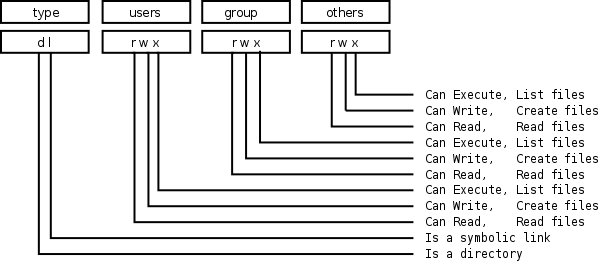 type users group others
d l r w x r w x r w x
Can Execute, List files
Can Write, Create files
Can Read, Read files
Can Execute, List files
Can Write, Create files
Can Read, Read files
Can Execute, List files
Can Write, Create files
Can Read, Read files
Is a symbolic link
Is a directory